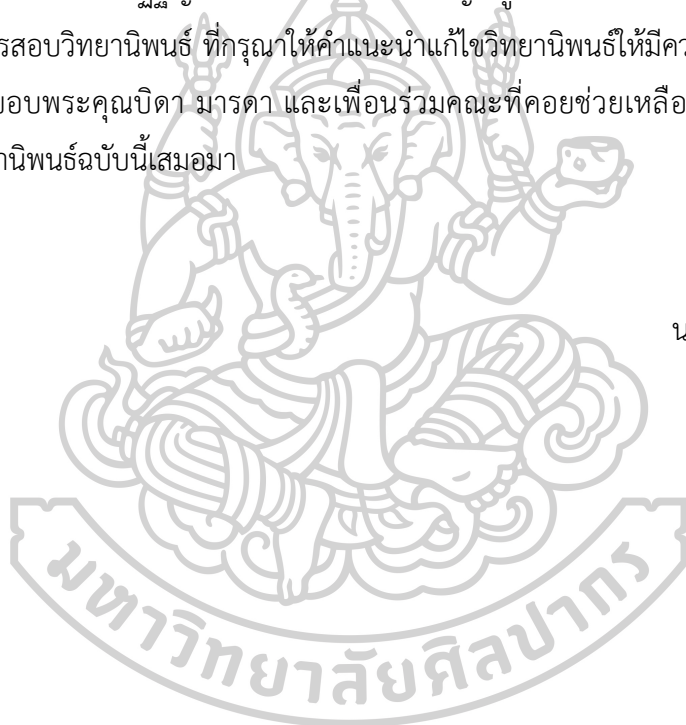 รสอบวิทยานิพนธ์ ที่กรุณาให้คำแนะนำแก้ไขวิทยานิพนธ์ให้มีคว
ขอบพระคุณบิดา มารดา และเพื่อนร่วมคณะที่คอยช่วยเหลือ
านิพนธ์ฉบับนี้เสมอมา
น
มหาวิทยาลัยศิลปากร